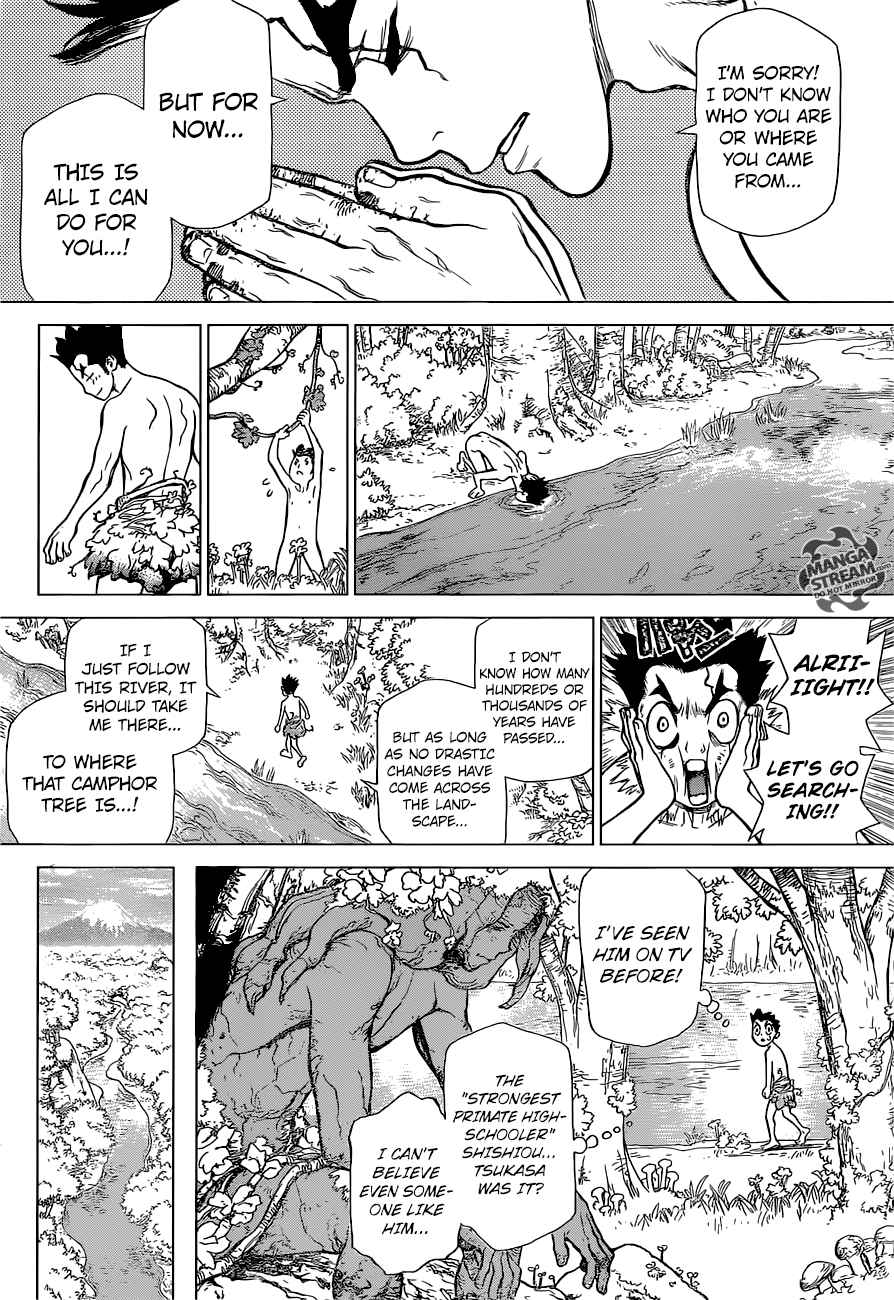 I'M SORRY!
I DON'T KNOW
WHO YOU ARE
OR WHERE
YOU CAME
FROM...
BUT FOR
NOW...
THIS IS
ALL I CAN
DO FOR
YOU...!
MANGA
STREAM
DO NOT MIRROR
ALRII-
IIGHT!!
LET'S GO
SEARCH-
ING!!
I DON'T
KNOW HOW MANY
HUNDREDS OR
THOUSANDS OF
YEARS HAVE
PASSED...
BUT AS LONG
AS NO DRASTIC
CHANGES HAVE
COME ACROSS
THE LAND-
SCAPE...
IF I
JUST FOLLOW
THIS RIVER, IT
SHOULD TAKE
ME THERE...
TO WHERE
THAT CAMPHOR
TREE IS...!
I'VE SEEN
HIM ON TV
BEFORE!
THE
"STRONGEST
PRIMATE HIGH-
SCHOOLER"
SHISHIOU...
TSUKASA
WAS IT?
I CAN'T
BELIEVE
EVEN SOME-
ONE LIKE
HIM...